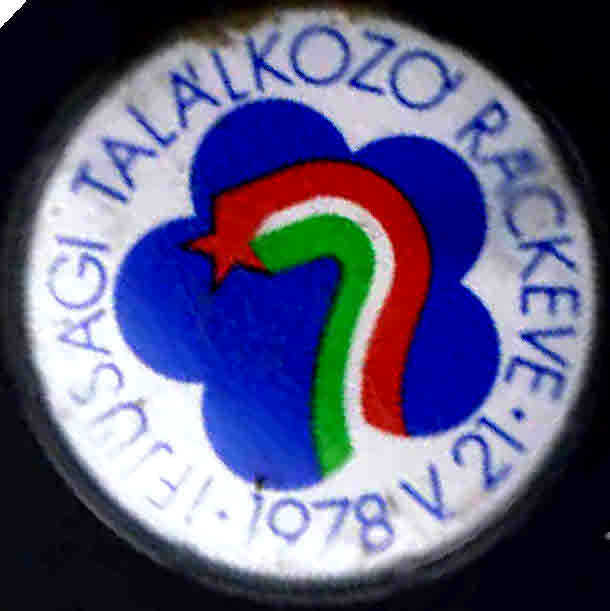 IFJÚSÁGI TALÁLKOZÓ RÁCKEVE · 1978 V. 21 ·